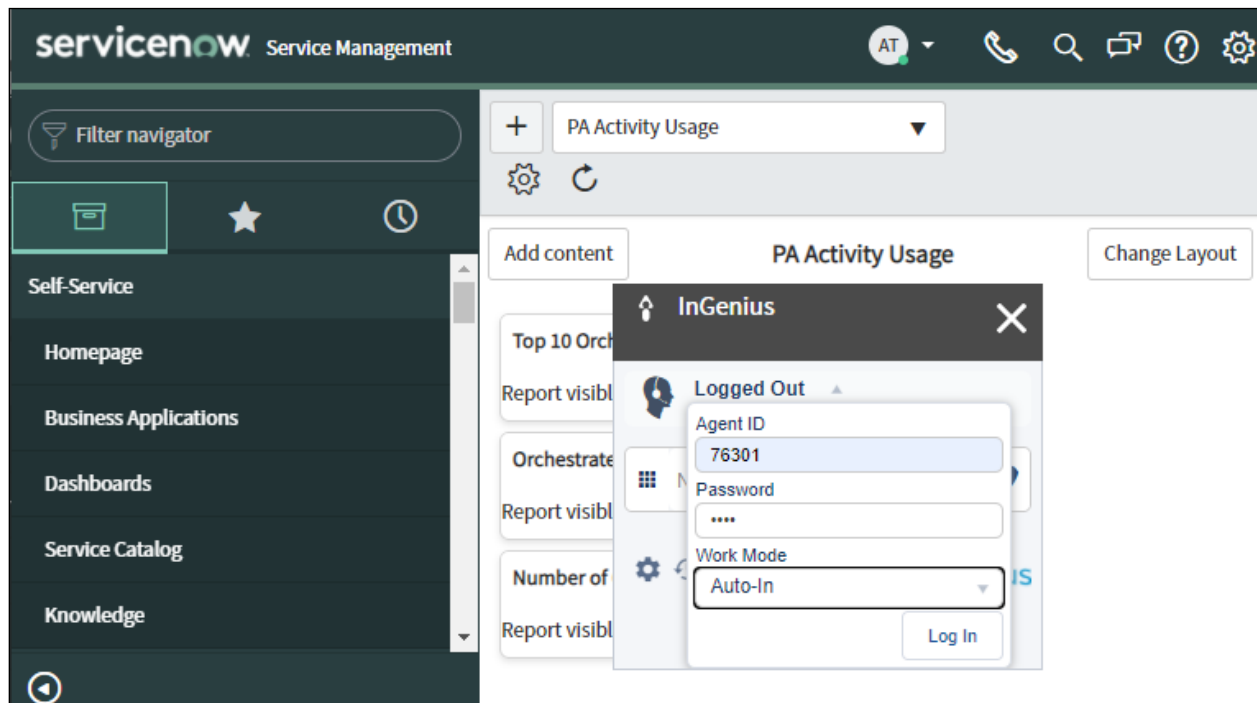 servicenow Service Management
AT
Filter navigator
PA Activity Usage
Add content
PA Activity Usage
Change Layout
Self-Service
Homepage
Business Applications
Dashboards
Service Catalog
Knowledge
Top 10 Orch
Report visibl
Orchestrate
Report visibl
Number of
Report visibl
InGenius
Logged Out
Agent ID
76301
N
Password
••••
Work Mode
Auto-In
us
Log In